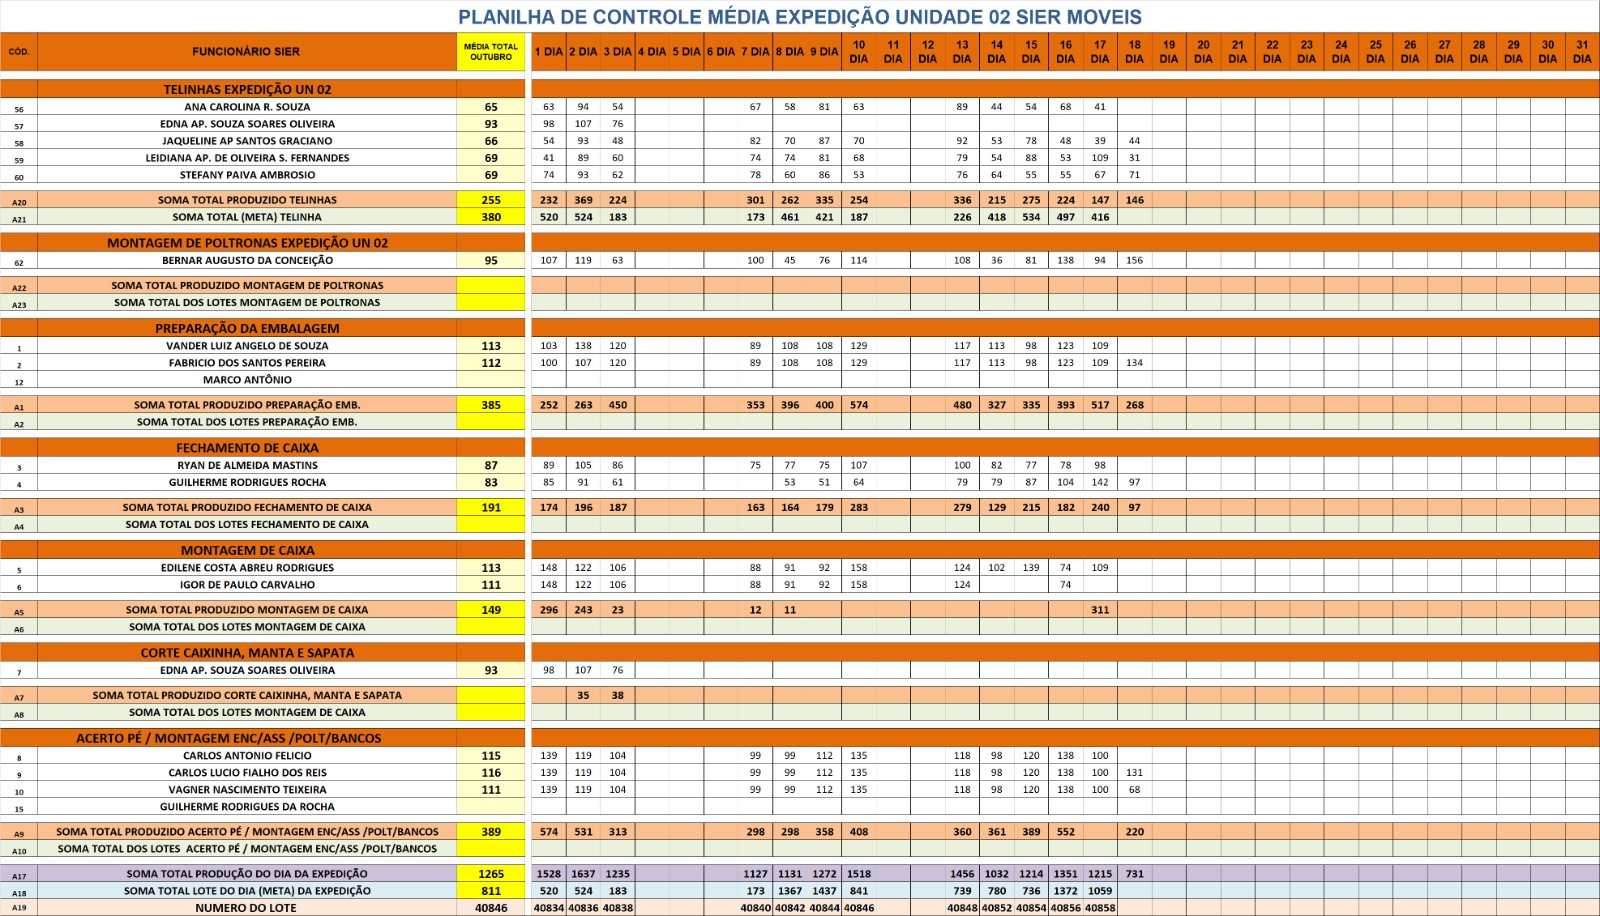 PLANILHA DE CONTROLE MÉDIA EXPEDIÇÃO UNIDADE 02 SIER MOVEIS
CÓD. FUNCIONÁRIO SIER MÉDIA TOTAL OUTUBRO 1 DIA 2 DIA 3 DIA 4 DIA 5 DIA 6 DIA 7 DIA 8 DIA 9 DIA 10 DIA 11 DIA 12 DIA 13 DIA 14 DIA 15 DIA 16 DIA 17 DIA 18 DIA 19 DIA 20 DIA 21 DIA 22 DIA 23 DIA 24 DIA 25 DIA 26 DIA 27 DIA 28 DIA 29 DIA 30 DIA 31 DIA
TELINHAS EXPEDIÇÃO UN 02
56 ANA CAROLINA R. SOUZA 65 63 94 54 67 58 81 63 89 44 54 68 41
57 EDNA AP. SOUZA SOARES OLIVEIRA 93 98 107 76
58 JAQUELINE AP SANTOS GRACIANO 66 54 93 48 82 70 87 70 92 53 78 48 39 44
59 LEIDIANA AP. DE OLIVEIRA S. FERNANDES 69 41 89 60 74 74 81 68 79 54 88 53 109 31
60 STEFANY PAIVA AMBROSIO 69 74 93 62 78 60 86 53 76 64 55 55 67 71
A20 SOMA TOTAL PRODUZIDO TELINHAS 255 232 369 224 301 262 335 254 336 215 275 224 147 146
A21 SOMA TOTAL (META) TELINHA 380 520 524 183 173 461 421 187 226 418 534 497 416
MONTAGEM DE POLTRONAS EXPEDIÇÃO UN 02
62 BERNAR AUGUSTO DA CONCEIÇÃO 95 107 119 63 100 45 76 114 108 36 81 138 94 156
A22 SOMA TOTAL PRODUZIDO MONTAGEM DE POLTRONAS
A23 SOMA TOTAL DOS LOTES MONTAGEM DE POLTRONAS
PREPARAÇÃO DA EMBALAGEM
1 VANDER LUIZ ANGELO DE SOUZA 113 103 138 120 89 108 108 129 117 113 98 123 109
2 FABRICIO DOS SANTOS PEREIRA 112 100 107 120 89 108 108 129 117 113 98 123 109 134
12 MARCO ANTÔNIO
A1 SOMA TOTAL PRODUZIDO PREPARAÇÃO EMB. 385 252 263 450 353 396 400 574 480 327 335 393 517 268
A2 SOMA TOTAL DOS LOTES PREPARAÇÃO EMB.
FECHAMENTO DE CAIXA
3 RYAN DE ALMEIDA MASTINS 87 89 105 86 75 77 75 107 100 82 77 78 98
4 GUILHERME RODRIGUES ROCHA 83 85 91 61 53 51 64 79 79 87 104 142 97
A3 SOMA TOTAL PRODUZIDO FECHAMENTO DE CAIXA 191 174 196 187 163 164 179 283 279 129 215 182 240 97
A4 SOMA TOTAL DOS LOTES FECHAMENTO DE CAIXA
MONTAGEM DE CAIXA
5 EDILENE COSTA ABREU RODRIGUES 113 148 122 106 88 91 92 158 124 102 139 74 109
6 IGOR DE PAULO CARVALHO 111 148 122 106 88 91 92 158 124 74
A5 SOMA TOTAL PRODUZIDO MONTAGEM DE CAIXA 149 296 243 23 12 11 311
A6 SOMA TOTAL DOS LOTES MONTAGEM DE CAIXA
CORTE CAIXINHA, MANTA E SAPATA
7 EDNA AP. SOUZA SOARES OLIVEIRA 93 98 107 76
A7 SOMA TOTAL PRODUZIDO CORTE CAIXINHA, MANTA E SAPATA 35 38
A8 SOMA TOTAL DOS LOTES MONTAGEM DE CAIXA
ACERTO PÉ / MONTAGEM ENC/ASS /POLT/BANCOS
8 CARLOS ANTONIO FELICIO 115 139 119 104 99 99 112 135 118 98 120 138 100
9 CARLOS LUCIO FIALHO DOS REIS 116 139 119 104 99 99 112 135 118 98 120 138 100 131
10 VAGNER NASCIMENTO TEIXEIRA 111 139 119 104 99 99 112 135 118 98 120 138 100 68
15 GUILHERME RODRIGUES DA ROCHA
A9 SOMA TOTAL PRODUZIDO ACERTO PÉ / MONTAGEM ENC/ASS /POLT/BANCOS 389 574 531 313 298 298 358 408 360 361 389 552 220
A10 SOMA TOTAL DOS LOTES ACERTO PÉ / MONTAGEM ENC/ASS /POLT/BANCOS
A17 SOMA TOTAL PRODUÇÃO DO DIA DA EXPEDIÇÃO 1265 1528 1637 1235 1127 1131 1272 1518 1456 1032 1214 1351 1215 731
A18 SOMA TOTAL LOTE DO DIA (META) DA EXPEDIÇÃO 811 520 524 183 173 1367 1437 841 739 780 736 1372 1059
A19 NUMERO DO LOTE 40846 40834 40836 40838 40840 40842 40844 40846 40848 40852 40854 40856 40858